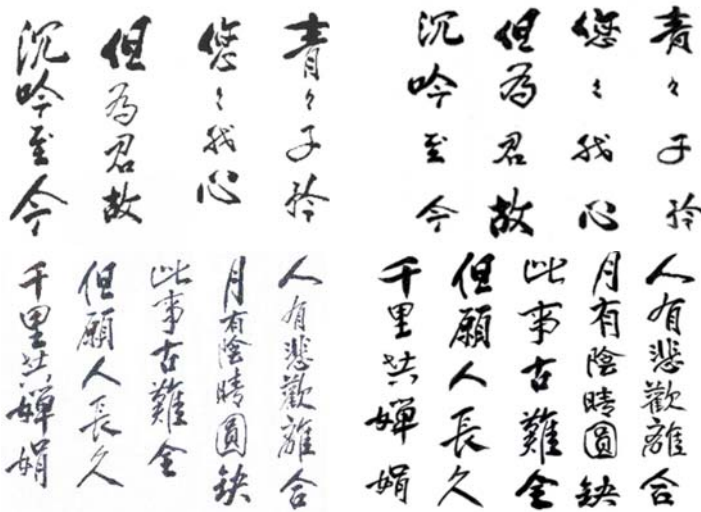 青々子衿
悠々我心
但為君故
沉吟至今
青々子衿
悠々我心
但為君故
沉吟至今
人有悲歡離合
月有陰晴圓缺
此事古難全
但願人長久
千里共嬋娟
人有悲歡離合
月有陰晴圓缺
此事古難全
但願人長久
千里共嬋娟